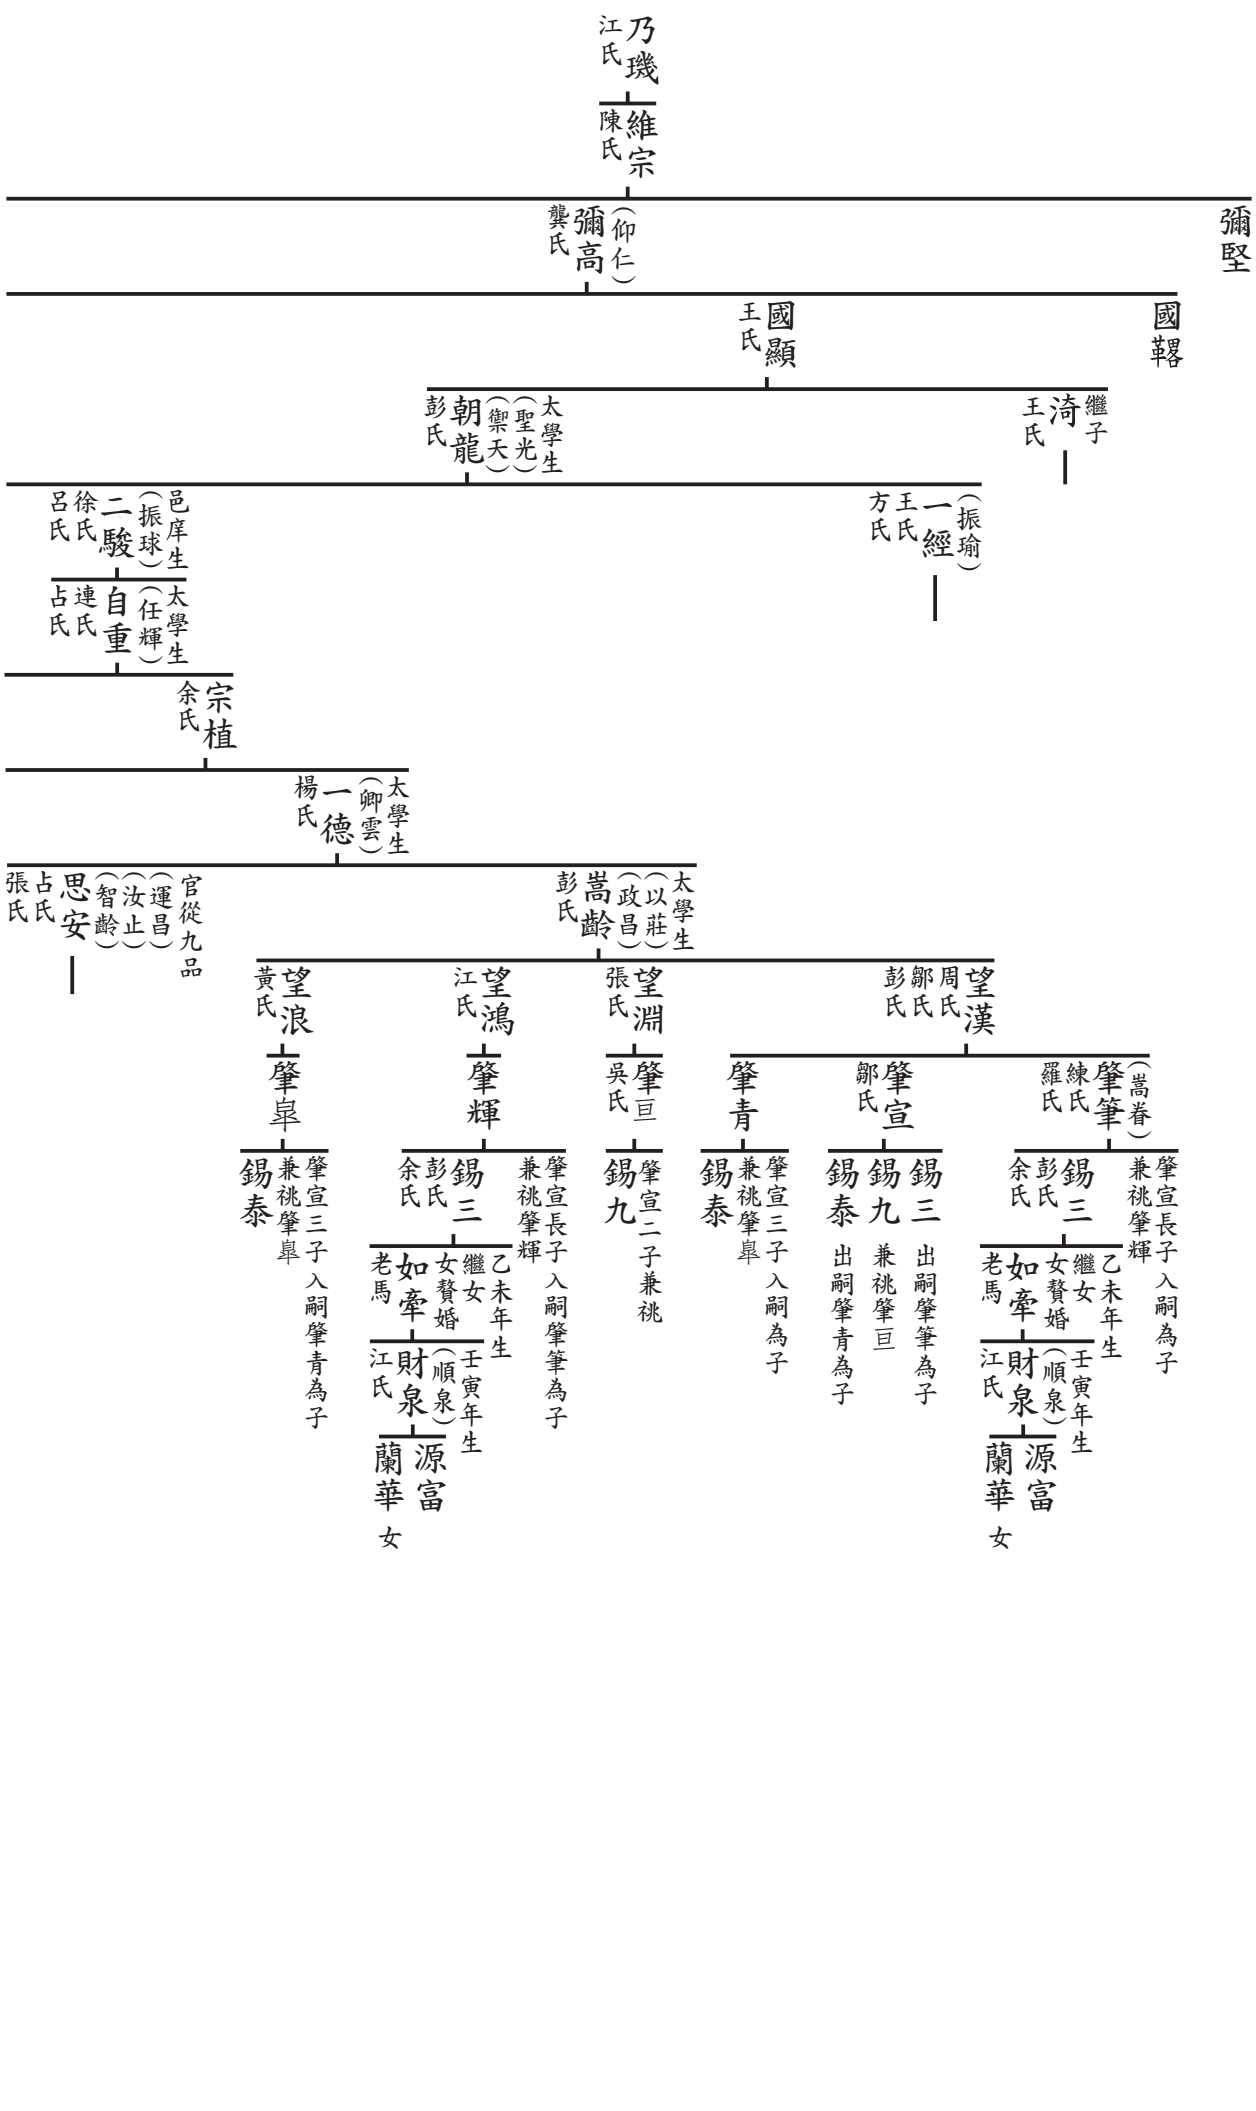 乃璣
江氏
維宗
陳氏
彌堅
(仰仁)
彌高
龔氏
國顯
王氏
繼子
渏
王氏
太學生
(聖光)
(禦天)
朝龍
彭氏
(振瑜)
一經
王氏
方氏
邑庠生
(振球)
二駿
徐氏
呂氏
太學生
(任輝)
自重
連氏
占氏
宗植
余氏
太學生
(卿雲)
一德
楊氏
太學生
(以莊)
(政昌)
嵩齡
彭氏
官從九品
(運昌)
(汝止)
(智齡)
思安
占氏
張氏
望漢
周氏
鄒氏
彭氏
望淵
張氏
望鴻
江氏
望浪
黃氏
(嵩眷)
肇筆
練氏
羅氏
肇宣
鄒氏
肇青
肇亘
吳氏
肇輝
肇皐
肇宣長子入嗣肇筆為子
兼祧肇輝
錫三
彭氏
余氏
錫三 出嗣肇筆為子
錫九 兼祧肇亘
錫泰 出嗣肇青為子
肇宣三子入嗣為子
兼祧肇皐
錫泰
肇宣二子兼祧
錫九
肇宣長子入嗣肇筆為子
兼祧肇輝
錫三
彭氏
余氏
肇宣三子入嗣肇青為子
兼祧肇皐
錫泰
乙未年生
繼女
女贅婚
如牽
老馬
乙未年生
繼女
女贅婚
如牽
老馬
壬寅年生
(順泉)
財泉
江氏
壬寅年生
(順泉)
財泉
江氏
源富
蘭華 女
源富
蘭華 女